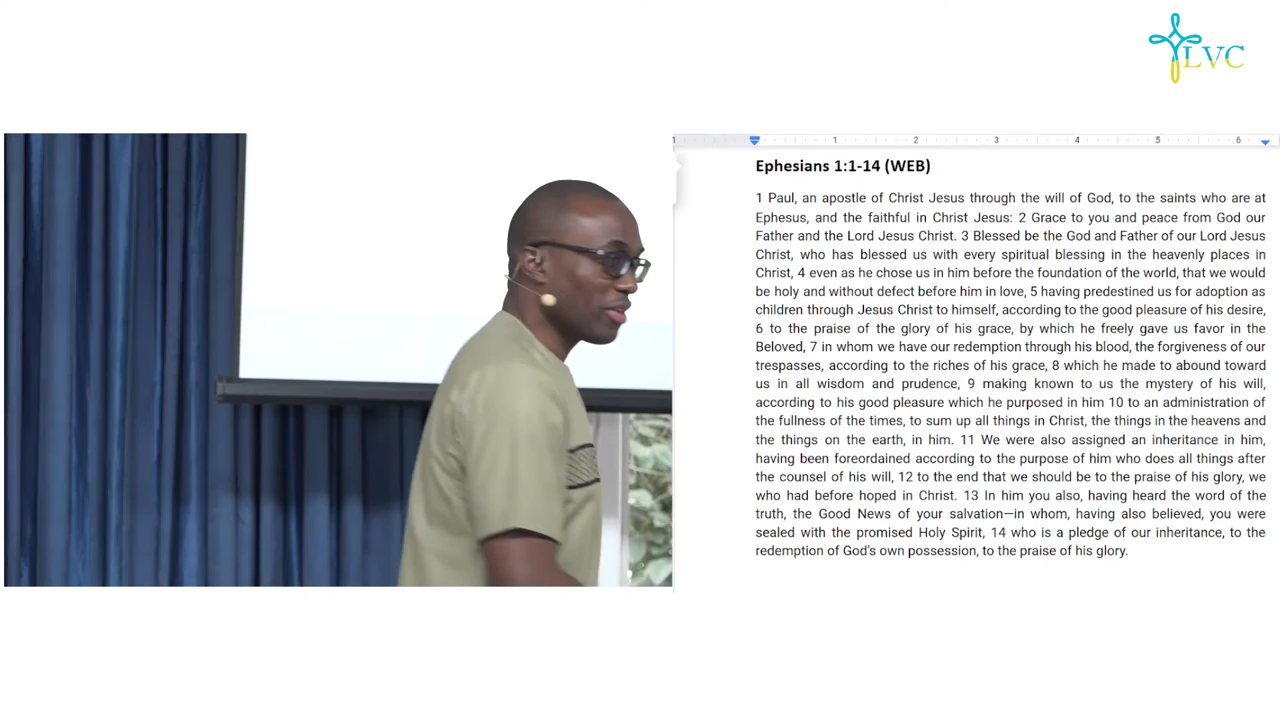 LVC
1 1 2 3 4 5 6
Ephesians 1:1-14 (WEB)
1 Paul, an apostle of Christ Jesus through the will of God, to the saints who are at
Ephesus, and the faithful in Christ Jesus: 2 Grace to you and peace from God our
Father and the Lord Jesus Christ. 3 Blessed be the God and Father of our Lord Jesus
Christ, who has blessed us with every spiritual blessing in the heavenly places in
Christ, 4 even as he chose us in him before the foundation of the world, that we would
be holy and without defect before him in love, 5 having predestined us for adoption as
children through Jesus Christ to himself, according to the good pleasure of his desire,
6 to the praise of the glory of his grace, by which he freely gave us favor in the
Beloved, 7 in whom we have our redemption through his blood, the forgiveness of our
trespasses, according to the riches of his grace, 8 which he made to abound toward
us in all wisdom and prudence, 9 making known to us the mystery of his will,
according to his good pleasure which he purposed in him 10 to an administration of
the fullness of the times, to sum up all things in Christ, the things in the heavens and
the things on the earth, in him. 11 We were also assigned an inheritance in him,
having been foreordained according to the purpose of him who does all things after
the counsel of his will, 12 to the end that we should be to the praise of his glory, we
who had before hoped in Christ. 13 In him you also, having heard the word of the
truth, the Good News of your salvation—in whom, having also believed, you were
sealed with the promised Holy Spirit, 14 who is a pledge of our inheritance, to the
redemption of God’s own possession, to the praise of his glory.